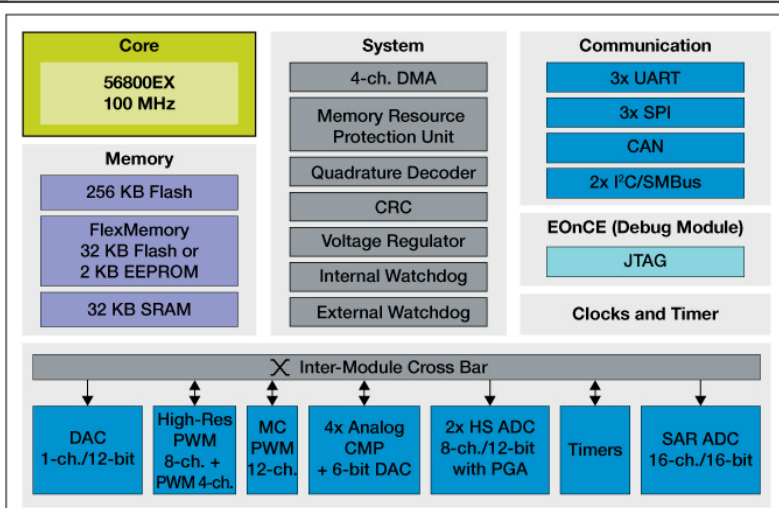 Core
56800EX
100 MHz
Memory
256 KB Flash
FlexMemory
32 KB Flash or
2 KB EEPROM
32 KB SRAM
System
4-ch. DMA
Memory Resource
Protection Unit
Quadrature Decoder
CRC
Voltage Regulator
Internal Watchdog
External Watchdog
Communication
3x UART
3x SPI
CAN
2x I²C/SMBus
EOnCE (Debug Module)
JTAG
Clocks and Timer
Inter-Module Cross Bar
DAC
1-ch./12-bit
High-Res
PWM
8-ch. +
PWM 4-ch.
MC
PWM
12-ch.
4x Analog
CMP
+ 6-bit DAC
2x HS ADC
8-ch./12-bit
with PGA
Timers
SAR ADC
16-ch./16-bit